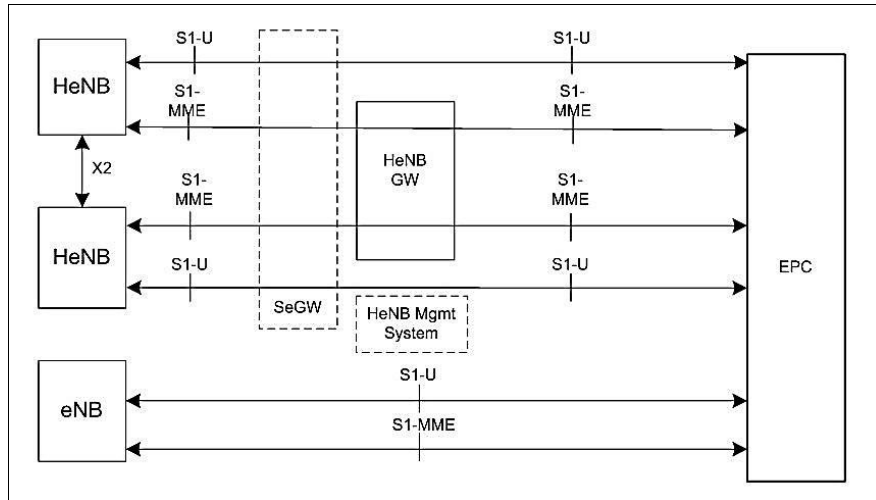 S1-U
S1-U
HeNB
S1-
MME
S1-
MME
HeNB
GW
X2
S1-
MME
S1-
MME
HeNB
S1-U
S1-U
EPC
SeGW
HeNB Mgmt
System
S1-U
eNB
S1-MME